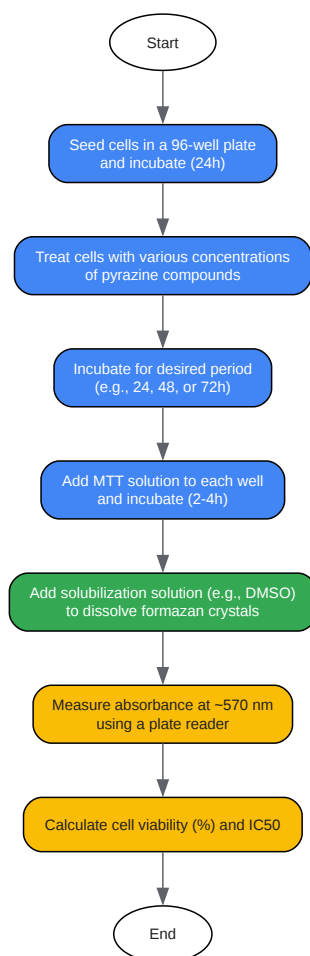 Start
Seed cells in a 96-well plate
and incubate (24h)
Treat cells with various concentrations
of pyrazine compounds
Incubate for desired period
(e.g., 24, 48, or 72h)
Add MTT solution to each well
and incubate (2-4h)
Add solubilization solution (e.g., DMSO)
to dissolve formazan crystals
Measure absorbance at ~570 nm
using a plate reader
Calculate cell viability (%) and IC50
End